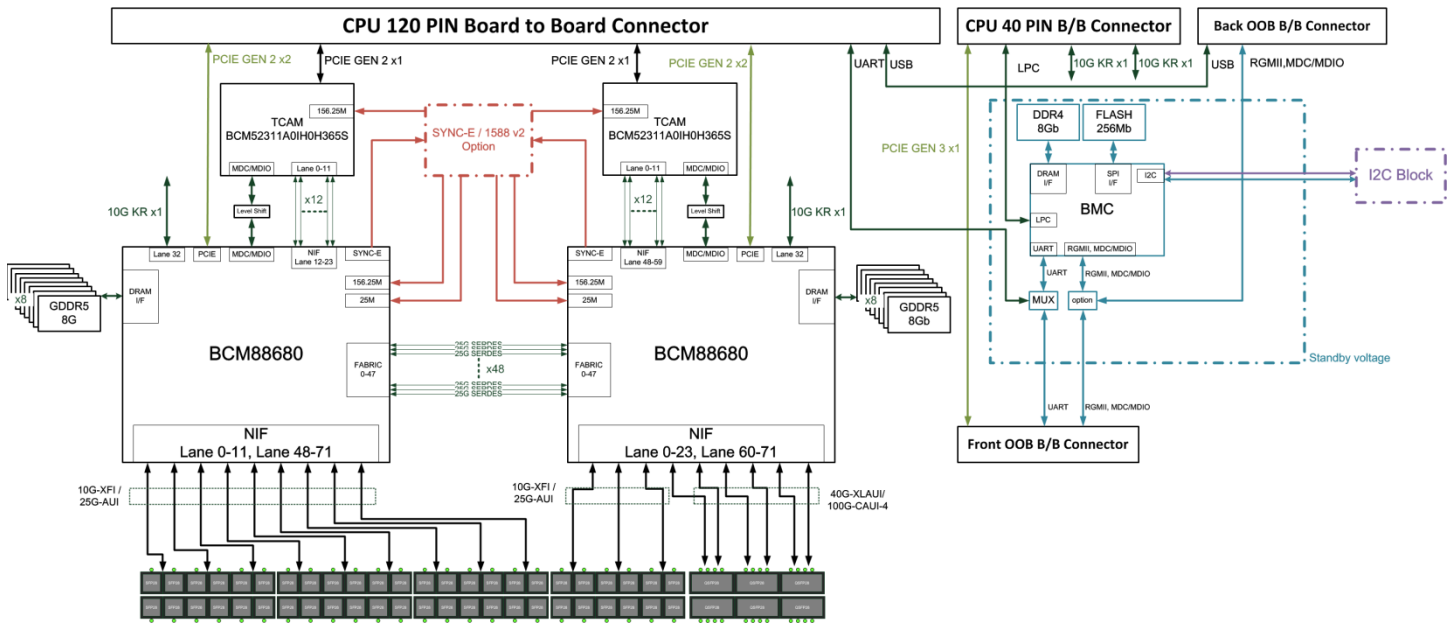 CPU 120 PIN Board to Board Connector
CPU 40 PIN B/B Connector
Back OOB B/B Connector
PCIE GEN 2 x2
PCIE GEN 2 x1
PCIE GEN 2 x1
PCIE GEN 2 x2
UART
USB
LPC
10G KR x1
10G KR x1
USB
RGMII,MDC/MDIO
156.25M
TCAM
BCM52311A0IH0H365S
MDC/MDIO
Lane 0-11
SYNC-E / 1588 v2
Option
156.25M
TCAM
BCM52311A0IH0H365S
Lane 0-11
MDC/MDIO
DDR4
8Gb
FLASH
256Mb
PCIE GEN 3 x1
DRAM
I/F
SPI
I/F
I2C
BMC
LPC
UART
RGMII, MDC/MDIO
I2C Block
10G KR x1
Level Shift
x12
x12
Level Shift
10G KR x1
UART
RGMII, MDC/MDIO
MUX
option
Standby voltage
Lane 32
PCIE
MDC/MDIO
NIF
Lane 12-23
SYNC-E
DRAM
I/F
156.25M
25M
BCM88680
FABRIC
0-47
x8
GDDR5
8G
SYNC-E
NIF
Lane 48-59
MDC/MDIO
PCIE
Lane 32
156.25M
25M
DRAM
I/F
BCM88680
FABRIC
0-47
x8
GDDR5
8Gb
25G SERDES
25G SERDES
25G SERDES
x48
25G SERDES
25G SERDES
25G SERDES
UART
RGMII, MDC/MDIO
Front OOB B/B Connector
NIF
Lane 0-11, Lane 48-71
NIF
Lane 0-23, Lane 60-71
10G-XFI /
25G-AUI
10G-XFI /
25G-AUI
40G-XLAUI/
100G-CAUI-4